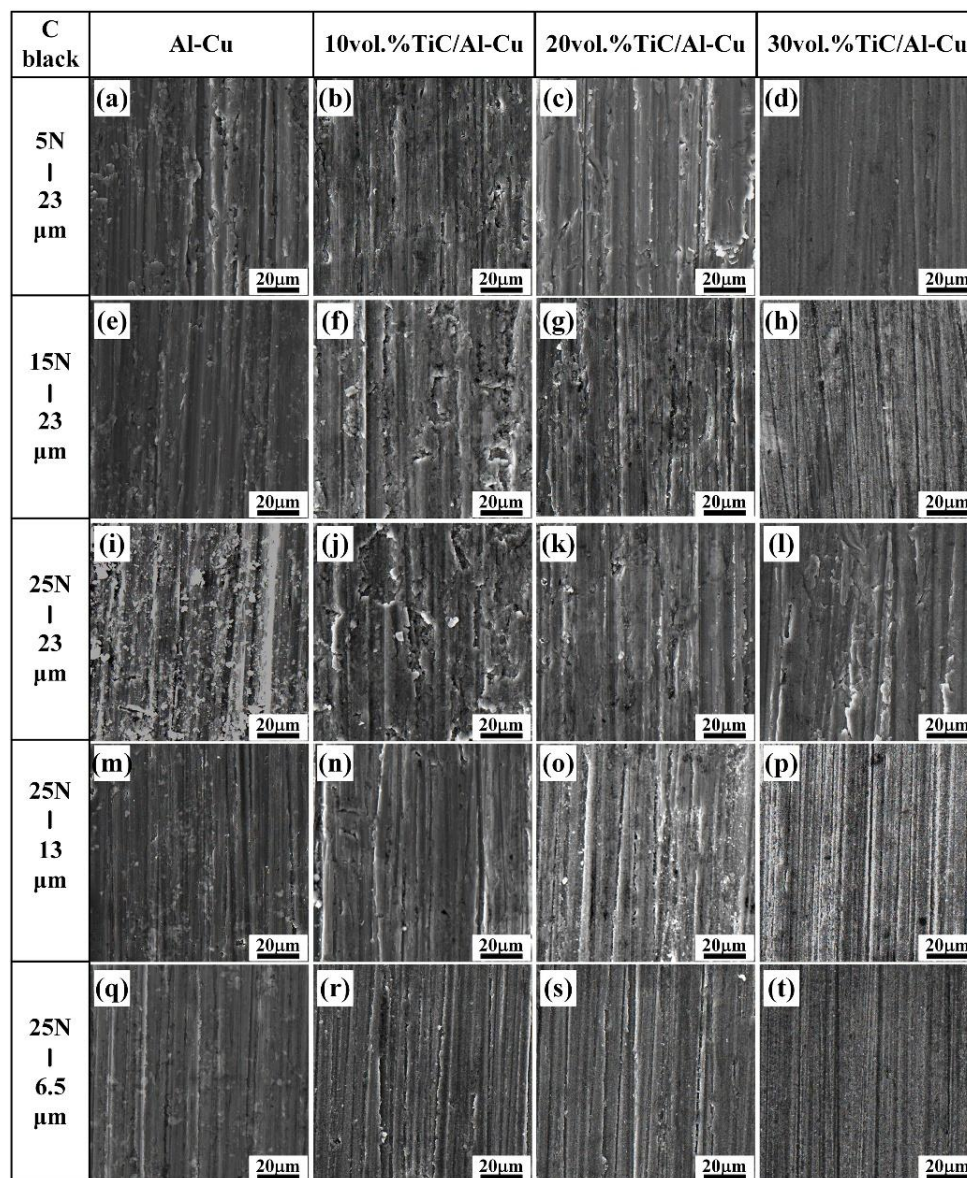 C black
Al-Cu
10vol.%TiC/Al-Cu
20vol.%TiC/Al-Cu
30vol.%TiC/Al-Cu
5N
23
μm
(a)
20μm
(b)
20μm
(c)
20μm
(d)
20μm
15N
23
μm
(e)
20μm
(f)
20μm
(g)
20μm
(h)
20μm
25N
23
μm
(i)
20μm
(j)
20μm
(k)
20μm
(l)
20μm
25N
13
μm
(m)
20μm
(n)
20μm
(o)
20μm
(p)
20μm
25N
6.5
μm
(q)
20μm
(r)
20μm
(s)
20μm
(t)
20μm